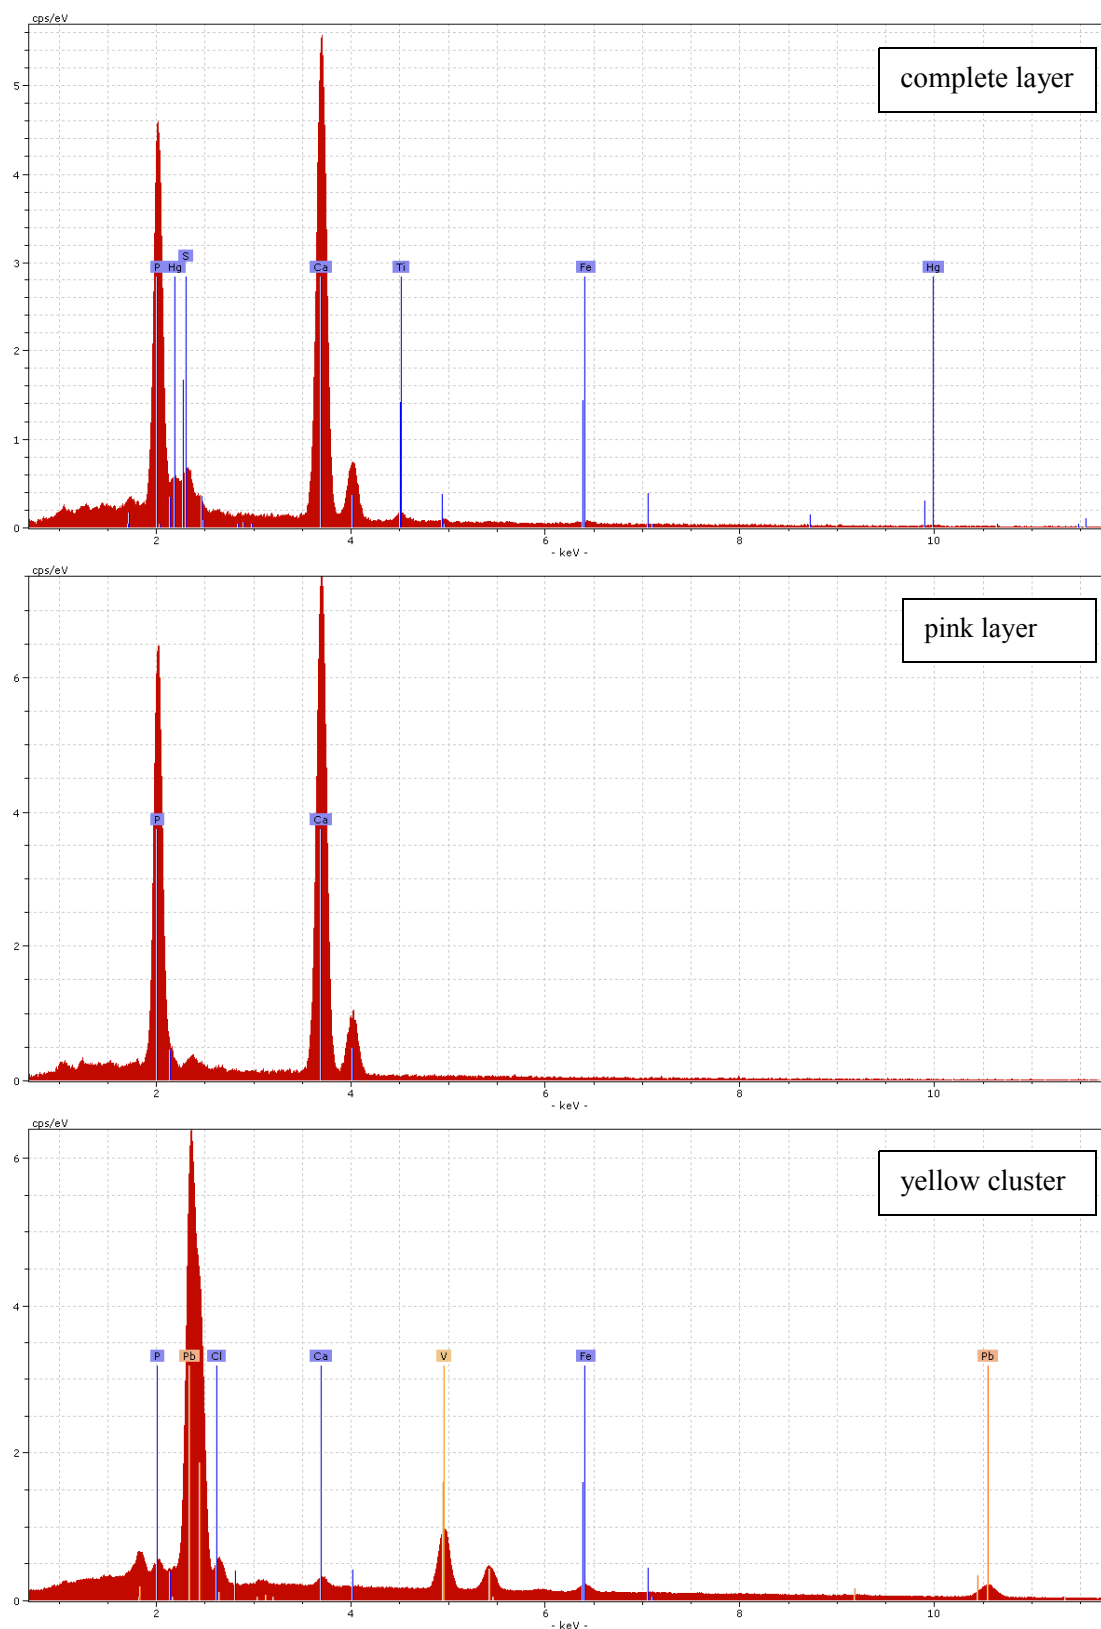 cps/eV
complete layer
5
4
3
2
1
0
S
P Hg Ca Ti Fe Hg
2 4 6 8 10
- keV -
cps/eV
pink layer
6
4
2
0
P Ca
2 4 6 8 10
- keV -
cps/eV
yellow cluster
6
4
2
0
P Pb Cl Ca V Fe Pb
2 4 6 8 10
- keV -